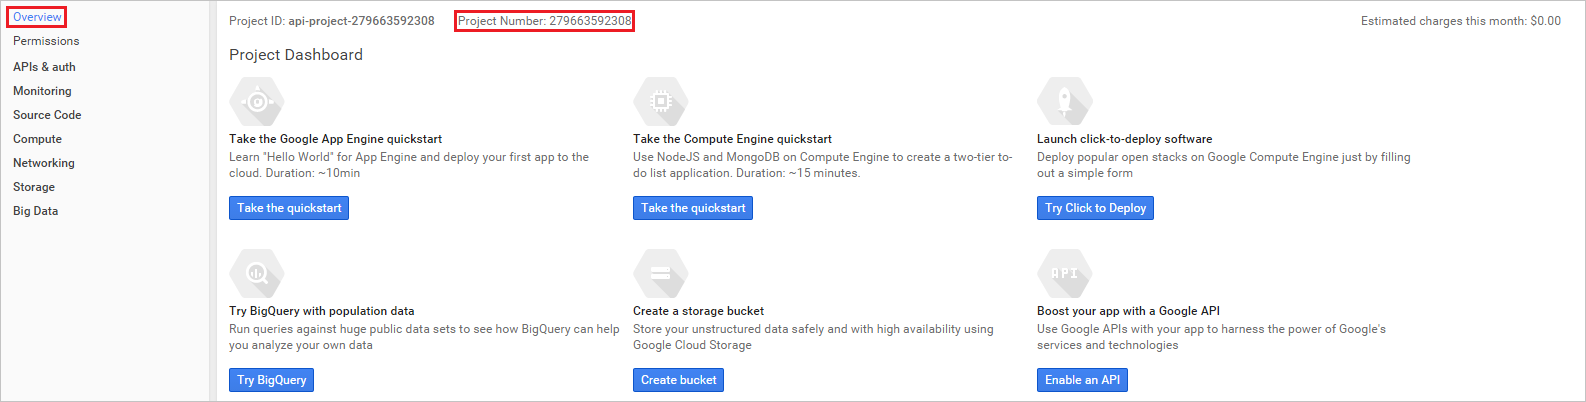 Overview
Permissions
APIs & auth
Monitoring
Source Code
Compute
Networking
Storage
Big Data
Project ID: api-project-279663592308 Project Number: 279663592308 Estimated charges this month: $0.00
Project Dashboard
Take the Google App Engine quickstart
Learn "Hello World" for App Engine and deploy your first app to the
cloud. Duration: ~10min
Take the quickstart
Take the Compute Engine quickstart
Use NodeJS and MongoDB on Compute Engine to create a two-tier to-
do list application. Duration: ~15 minutes.
Take the quickstart
Launch click-to-deploy software
Deploy popular open stacks on Google Compute Engine just by filling
out a simple form
Try Click to Deploy
Try BigQuery with population data
Run queries against huge public data sets to see how BigQuery can help
you analyze your own data
Try BigQuery
Create a storage bucket
Store your unstructured data safely and with high availability using
Google Cloud Storage
Create bucket
API
Boost your app with a Google API
Use Google APIs with your app to harness the power of Google's
services and technologies
Enable an API